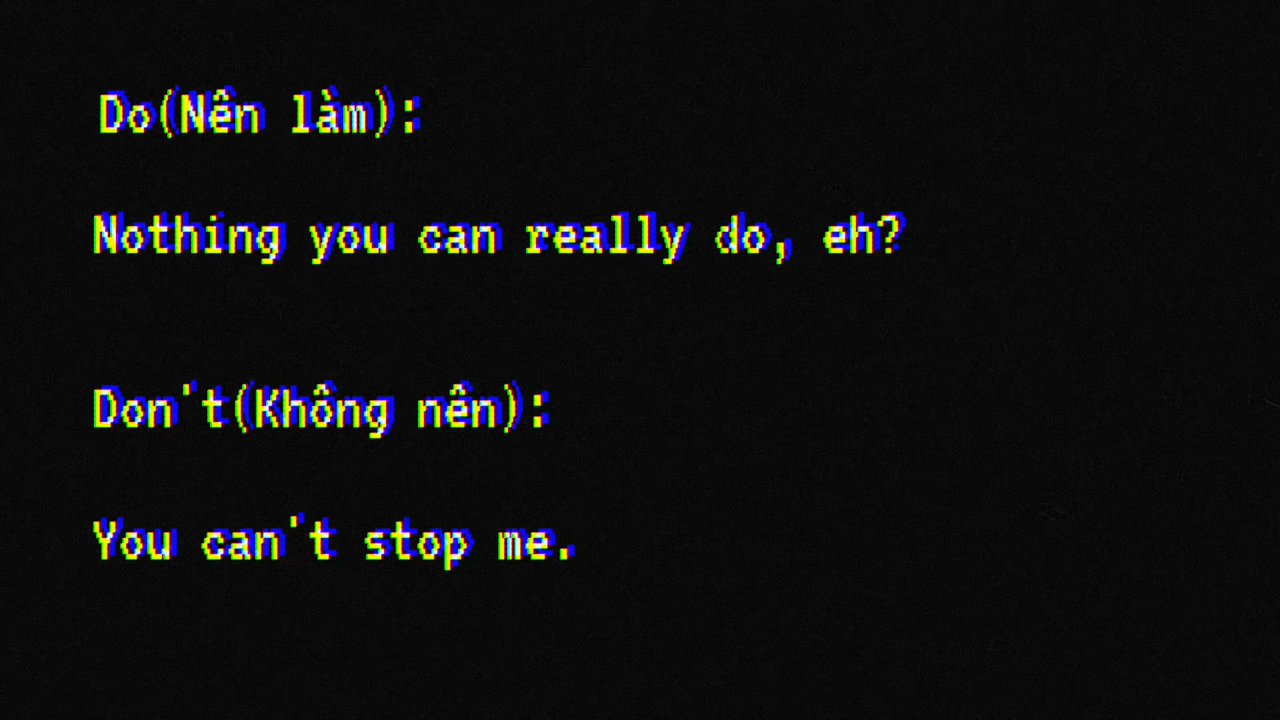 Do(Nên làm):
Nothing you can really do, eh?
Don't(Không nên):
You can't stop me.